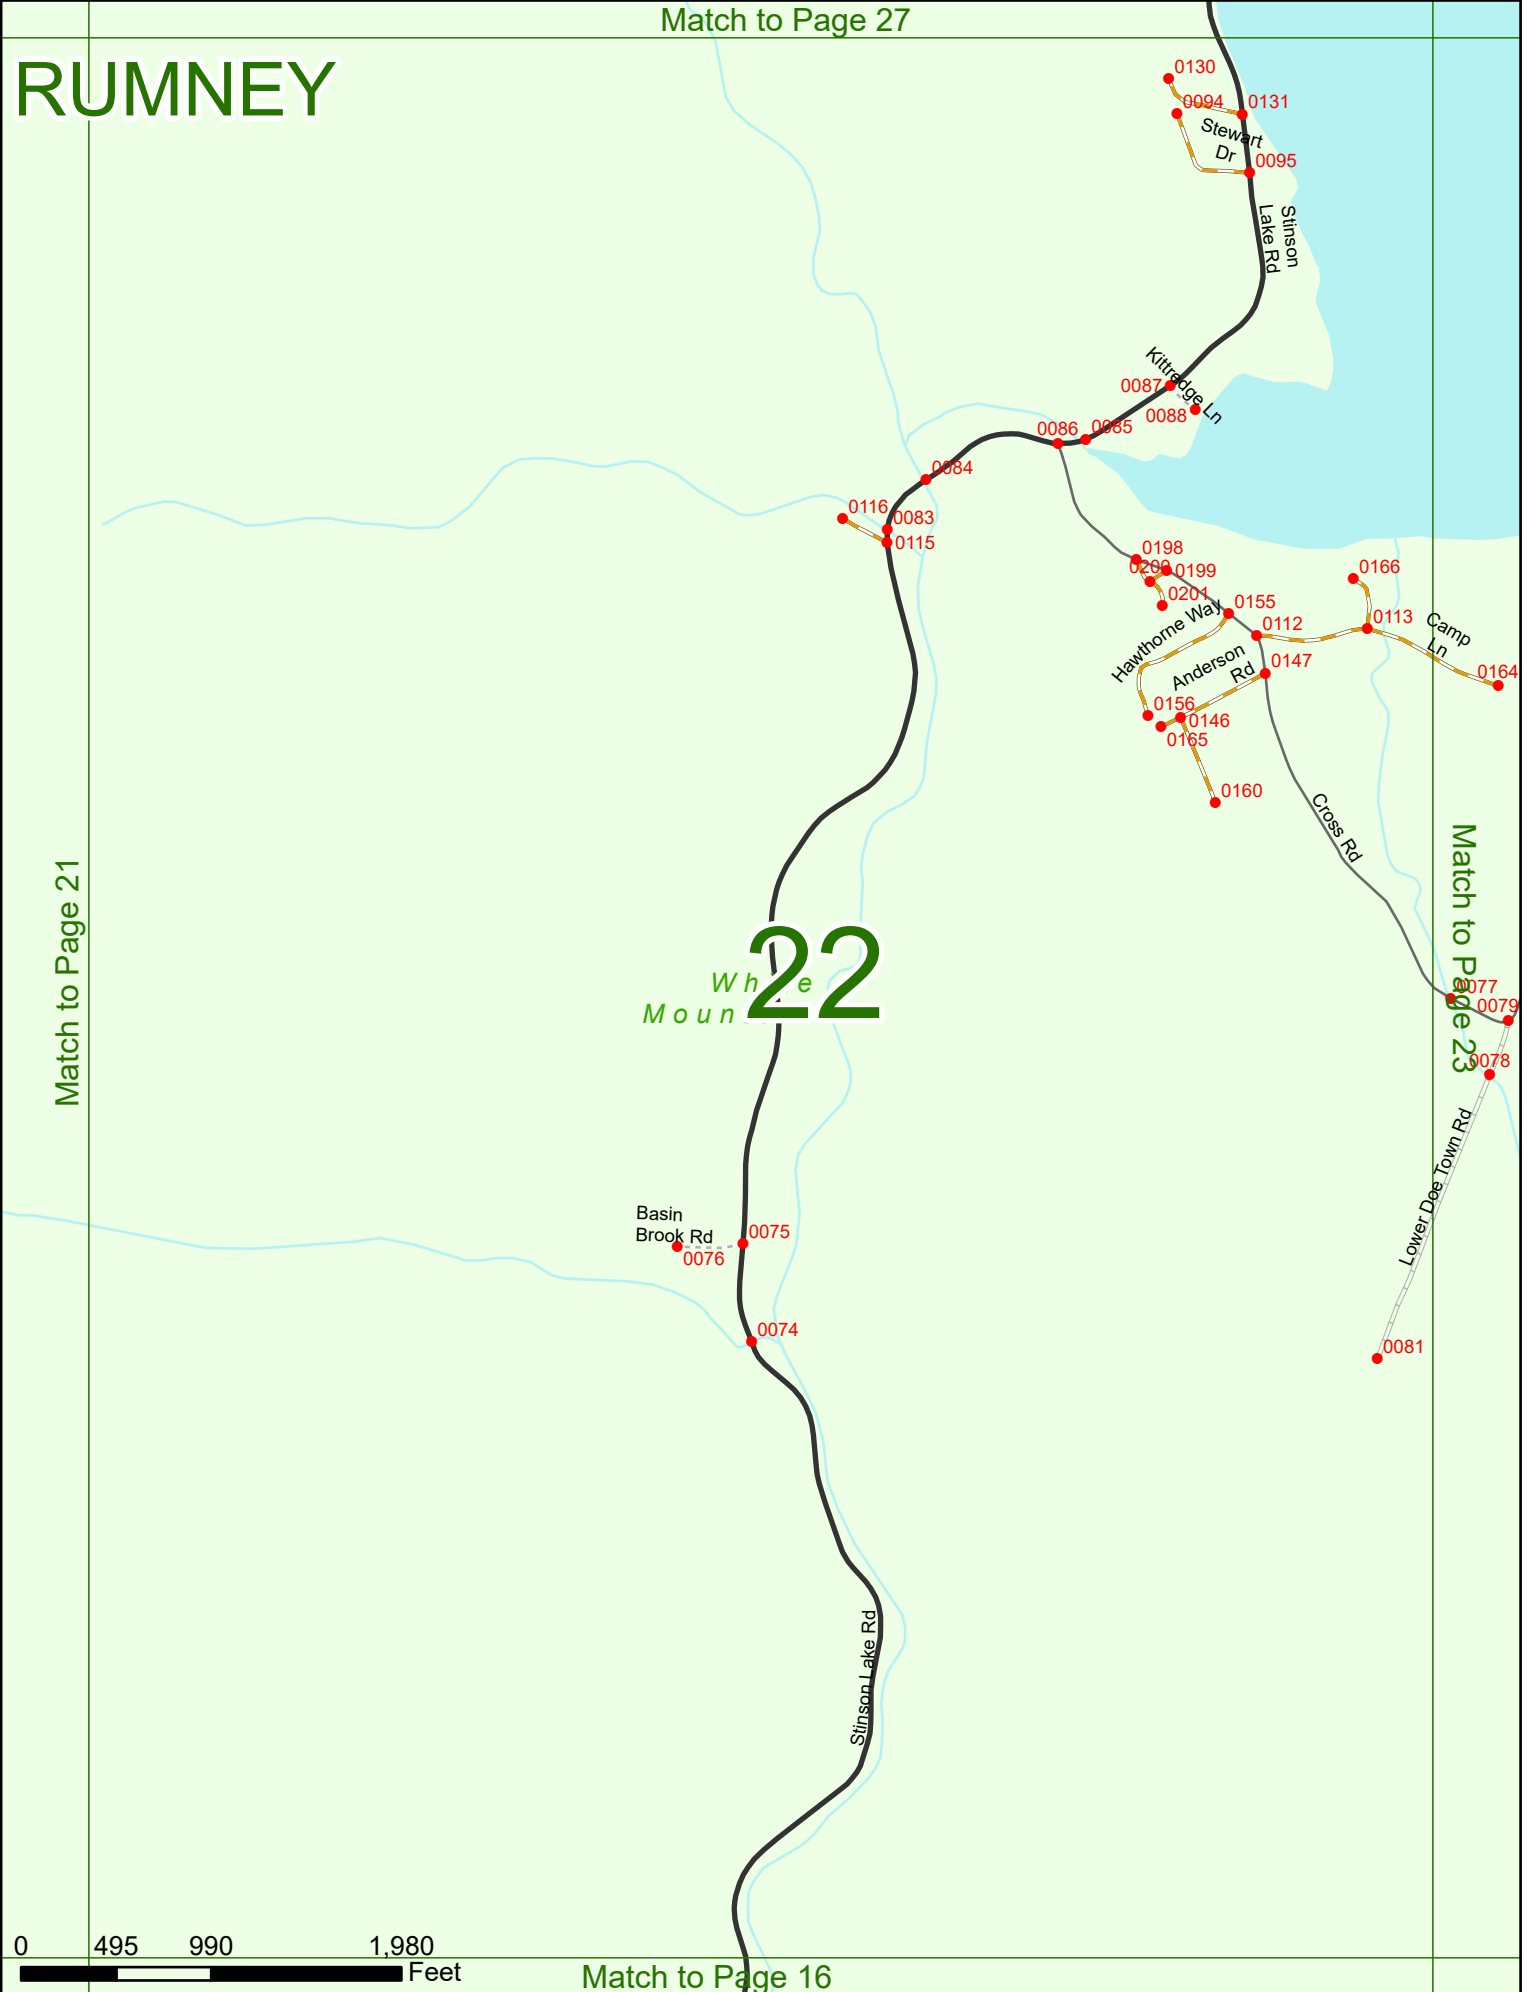 Match to Page 27
RUMNEY
0130
0094
0131
Stewart
Dr
0095
Stinson
Lake Rd
Kittredge Ln
0087
0088
0086
0085
0084
0116
0083
0115
0198
0200
0199
0201
0166
0155
0112
0113
Camp
Ln
Hawthorne Way
Anderson
Rd
0147
0164
0156
0146
0165
0160
Cross Rd
Match to Page 21
Match to Page 23
22
Wh e
Moun
0077
0079
0078
Lower Doe Town Rd
Basin
Brook Rd
0075
0076
0074
0081
Stinson Lake Rd
0 495 990 1,980
Feet
Match to Page 16